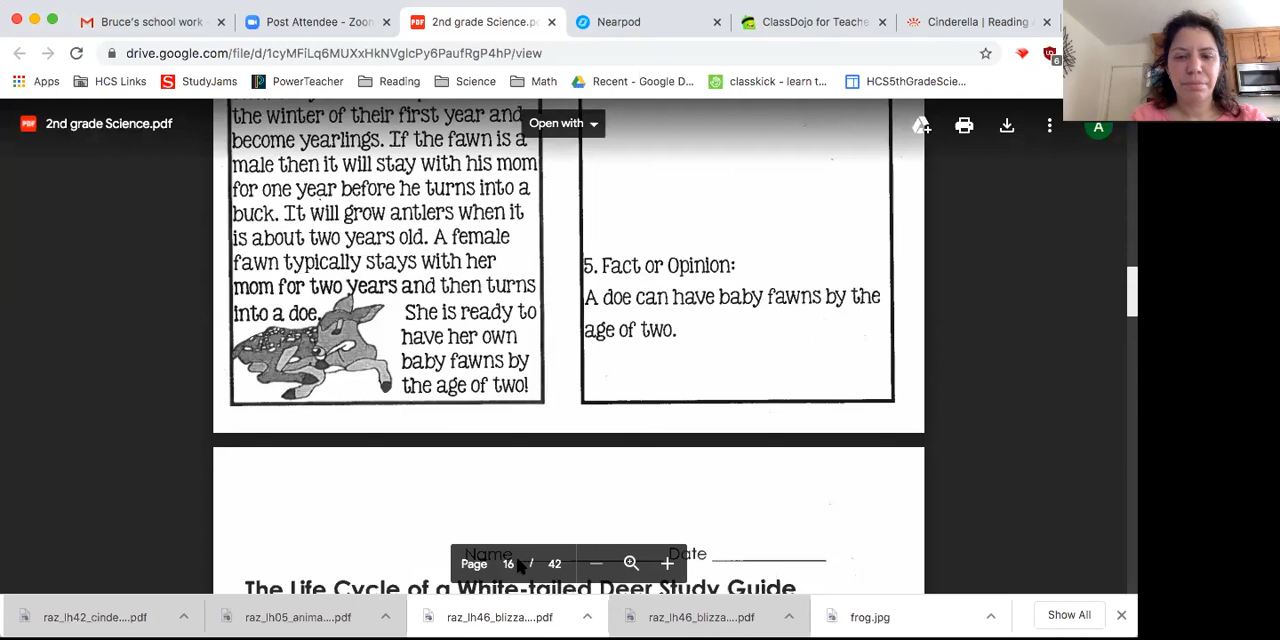 Bruce's school work
Post Attendee - Zoon
2nd grade Science.pd
Nearpod
ClassDojo for Teache
Cinderella | Reading
drive.google.com/file/d/1cyMFiLq6MUXxHkNVglcPy6PaufRgP4hP/view
6
Apps
HCS Links
StudyJams
PowerTeacher
Reading
Science
Math
Recent - Google D...
classkick - learn t...
HCS5thGradeScie...
PDF
2nd grade Science.pdf
Open with
A
the winter of their first year and
become yearlings. If the fawn is a
male then it will stay with his mom
for one year before he turns into a
buck. It will grow antlers when it
is about two years old. A female
fawn typically stays with her
mom for two years and then turns
into a doe. She is ready to
have her own
baby fawns by
the age of two!
5. Fact or Opinion:
A doe can have baby fawns by the
age of two.
Name Date
Page 16 / 42
The Life Cycle of a White-tailed Deer Study Guide
raz_lh42_cinde....pdf
raz_lh05_anima....pdf
raz_lh46_blizza....pdf
raz_lh46_blizza....pdf
frog.jpg
Show All